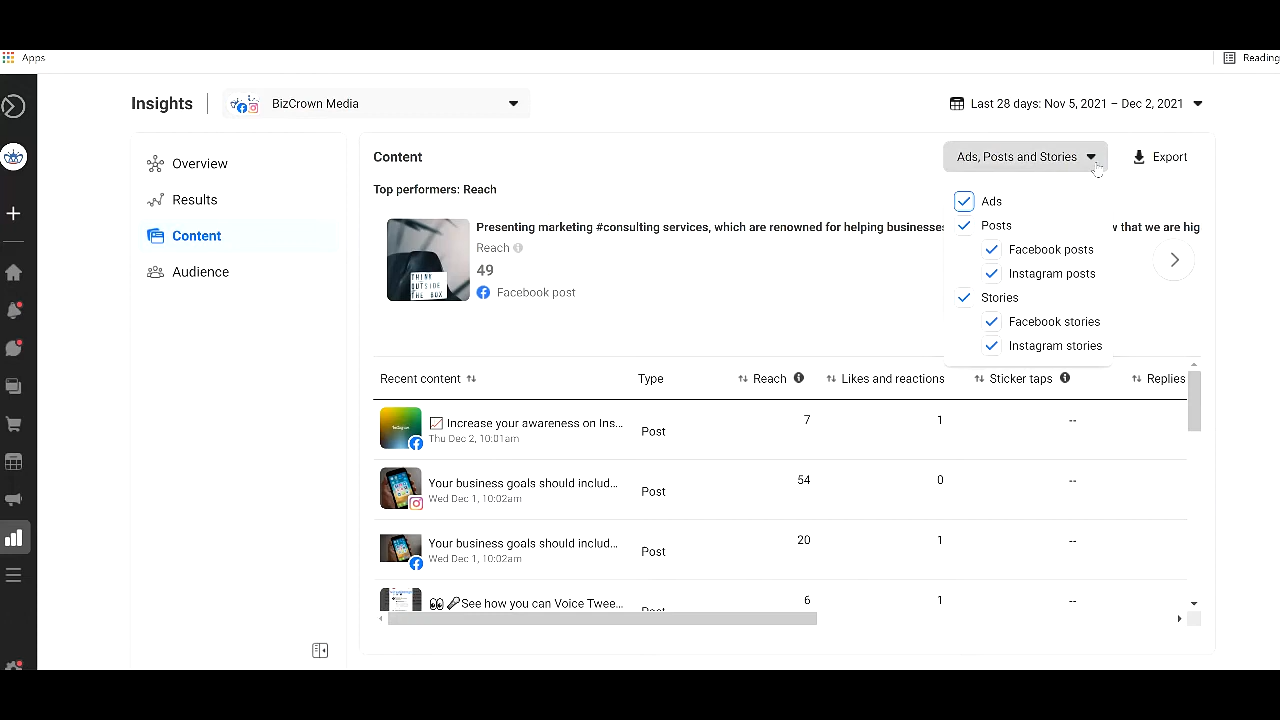 Apps
Reading
Insights
BizCrown Media
Last 28 days: Nov 5, 2021 – Dec 2, 2021
Overview
Results
Content
Audience
Content
Ads, Posts and Stories
Export
Top performers: Reach
Presenting marketing #consulting services, which are renowned for helping businesses
that we are hig
Reach
49
Facebook post
THINK
OUTSIDE
THE BOX
Ads
Posts
Facebook posts
Instagram posts
Stories
Facebook stories
Instagram stories
Recent content
Type
Reach
Likes and reactions
Sticker taps
Replies
📈 Increase your awareness on Ins...
Thu Dec 2, 10:01am
Post
7
1
--
Your business goals should includ...
Wed Dec 1, 10:02am
Post
54
0
--
Your business goals should includ...
Wed Dec 1, 10:02am
Post
20
1
--
👀🔑See how you can Voice Twee...
Post
6
1
--